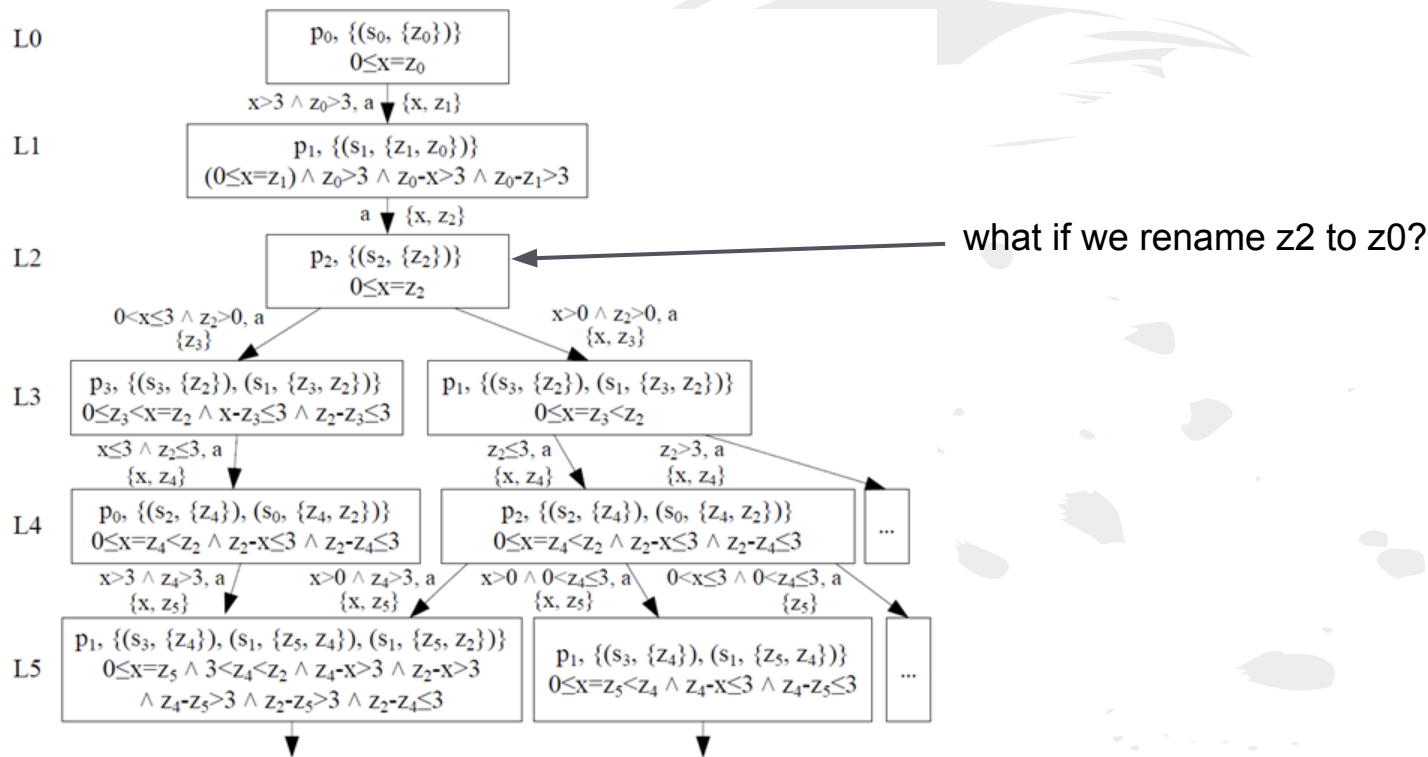 L0
p₀, {(s₀, {z₀})}
0≤x=z₀
x>3 ∧ z₀>3, a {x, z₁}
L1
p₁, {(s₁, {z₁, z₀})}
(0≤x=z₁) ∧ z₀>3 ∧ z₀-x>3 ∧ z₀-z₁>3
a {x, z₂}
what if we rename z2 to z0?
L2
p₂, {(s₂, {z₂})}
0≤x=z₂
0<x≤3 ∧ z₂>0, a
{z₃}
x>0 ∧ z₂>0, a
{x, z₃}
L3
p₃, {(s₃, {z₂}), (s₁, {z₃, z₂})}
0≤z₃<x=z₂ ∧ x-z₃≤3 ∧ z₂-z₃≤3
p₁, {(s₃, {z₂}), (s₁, {z₃, z₂})}
0≤x=z₃<z₂
x≤3 ∧ z₂≤3, a
{x, z₄}
z₂≤3, a
{x, z₄}
z₂>3, a
{x, z₄}
L4
p₀, {(s₂, {z₄}), (s₀, {z₄, z₂})}
0≤x=z₄<z₂ ∧ z₂-x≤3 ∧ z₂-z₄≤3
p₂, {(s₂, {z₄}), (s₀, {z₄, z₂})}
0≤x=z₄<z₂ ∧ z₂-x≤3 ∧ z₂-z₄≤3
...
x>3 ∧ z₄>3, a
{x, z₅}
x>0 ∧ z₄>3, a
{x, z₅}
x>0 ∧ 0<z₄≤3, a
{x, z₅}
0<x≤3 ∧ 0<z₄≤3, a
{z₅}
L5
p₁, {(s₃, {z₄}), (s₁, {z₅, z₄}), (s₁, {z₅, z₂})}
0≤x=z₅ ∧ 3<z₄<z₂ ∧ z₄-x>3 ∧ z₂-x>3
∧ z₄-z₅>3 ∧ z₂-z₅>3 ∧ z₂-z₄≤3
p₁, {(s₃, {z₄}), (s₁, {z₅, z₄})}
0≤x=z₅<z₄ ∧ z₄-x≤3 ∧ z₄-z₅≤3
...